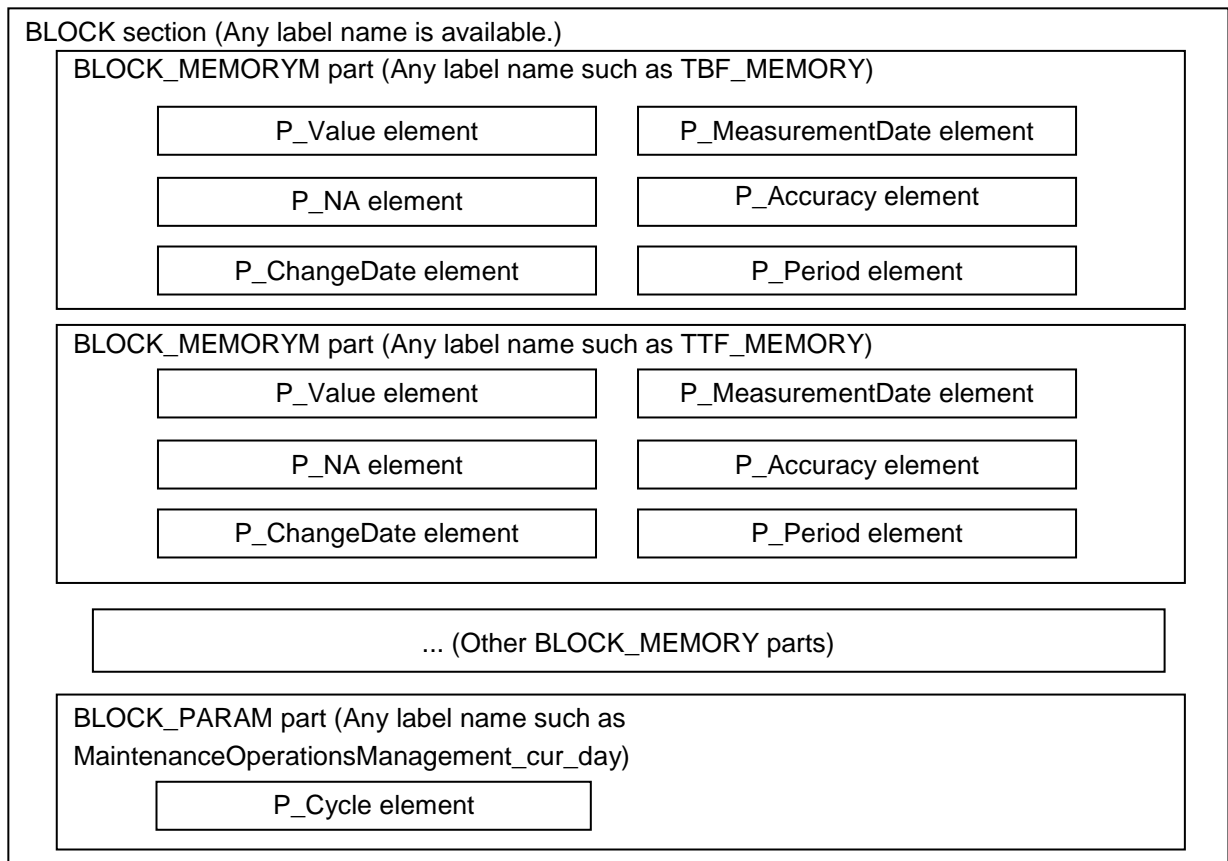 BLOCK section (Any label name is available.)
BLOCK_MEMORYM part (Any label name such as TBF_MEMORY)
P_Value element
P_MeasurementDate element
P_NA element
P_Accuracy element
P_ChangeDate element
P_Period element
BLOCK_MEMORYM part (Any label name such as TTF_MEMORY)
P_Value element
P_MeasurementDate element
P_NA element
P_Accuracy element
P_ChangeDate element
P_Period element
... (Other BLOCK_MEMORY parts)
BLOCK_PARAM part (Any label name such as
MaintenanceOperationsManagement_cur_day)
P_Cycle element